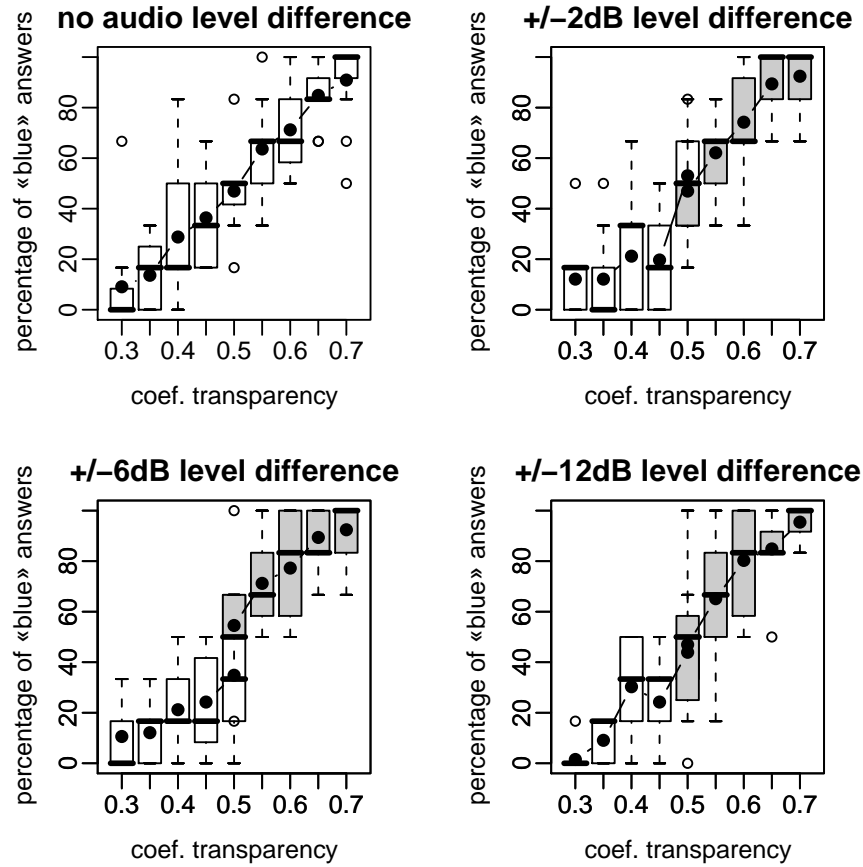 no audio level difference
percentage of «blue» answers
0 20 40 60 80
0.3 0.4 0.5 0.6 0.7
coef. transparency
+/−2dB level difference
percentage of «blue» answers
0 20 40 60 80
0.3 0.4 0.5 0.6 0.7
coef. transparency
+/−6dB level difference
percentage of «blue» answers
0 20 40 60 80
0.3 0.4 0.5 0.6 0.7
coef. transparency
+/−12dB level difference
percentage of «blue» answers
0 20 40 60 80
0.3 0.4 0.5 0.6 0.7
coef. transparency